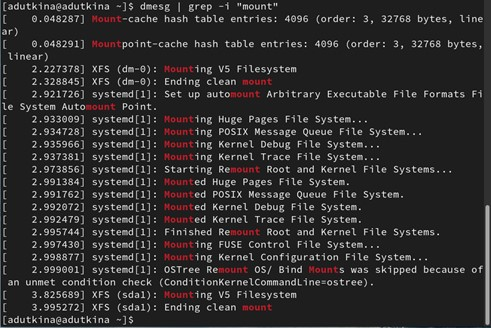 [adutkina@adutkina ~]$ dmesg | grep -i "mount"
[    0.048287] Mount-cache hash table entries: 4096 (order: 3, 32768 bytes, line
ar)
[    0.048291] Mountpoint-cache hash table entries: 4096 (order: 3, 32768 bytes,
 linear)
[    2.227378] XFS (dm-0): Mounting V5 Filesystem
[    2.328845] XFS (dm-0): Ending clean mount
[    2.921726] systemd[1]: Set up automount Arbitrary Executable File Formats Fi
le System Automount Point.
[    2.933009] systemd[1]: Mounting Huge Pages File System...
[    2.934728] systemd[1]: Mounting POSIX Message Queue File System...
[    2.935966] systemd[1]: Mounting Kernel Debug File System...
[    2.937381] systemd[1]: Mounting Kernel Trace File System...
[    2.973856] systemd[1]: Starting Remount Root and Kernel File Systems...
[    2.991384] systemd[1]: Mounted Huge Pages File System.
[    2.991762] systemd[1]: Mounted POSIX Message Queue File System.
[    2.992072] systemd[1]: Mounted Kernel Debug File System.
[    2.992479] systemd[1]: Mounted Kernel Trace File System.
[    2.995744] systemd[1]: Finished Remount Root and Kernel File Systems.
[    2.997430] systemd[1]: Mounting FUSE Control File System...
[    2.998877] systemd[1]: Mounting Kernel Configuration File System...
[    2.999001] systemd[1]: OSTree Remount OS/ Bind Mounts was skipped because of
 an unmet condition check (ConditionKernelCommandLine=ostree).
[    3.825689] XFS (sda1): Mounting V5 Filesystem
[    3.995272] XFS (sda1): Ending clean mount
[adutkina@adutkina ~]$